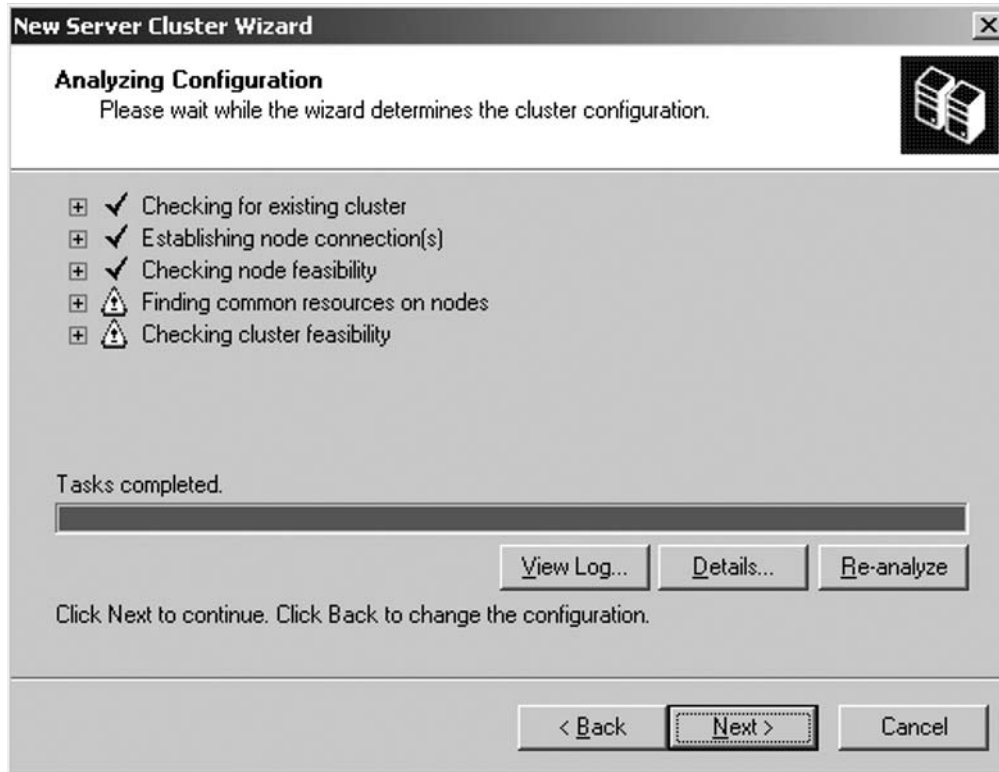 New Server Cluster Wizard
Analyzing Configuration
Please wait while the wizard determines the cluster configuration.
Checking for existing cluster
Establishing node connection(s)
Checking node feasibility
Finding common resources on nodes
Checking cluster feasibility
Tasks completed.
View Log... Details... Re-analyze
Click Next to continue. Click Back to change the configuration.
< Back Next > Cancel